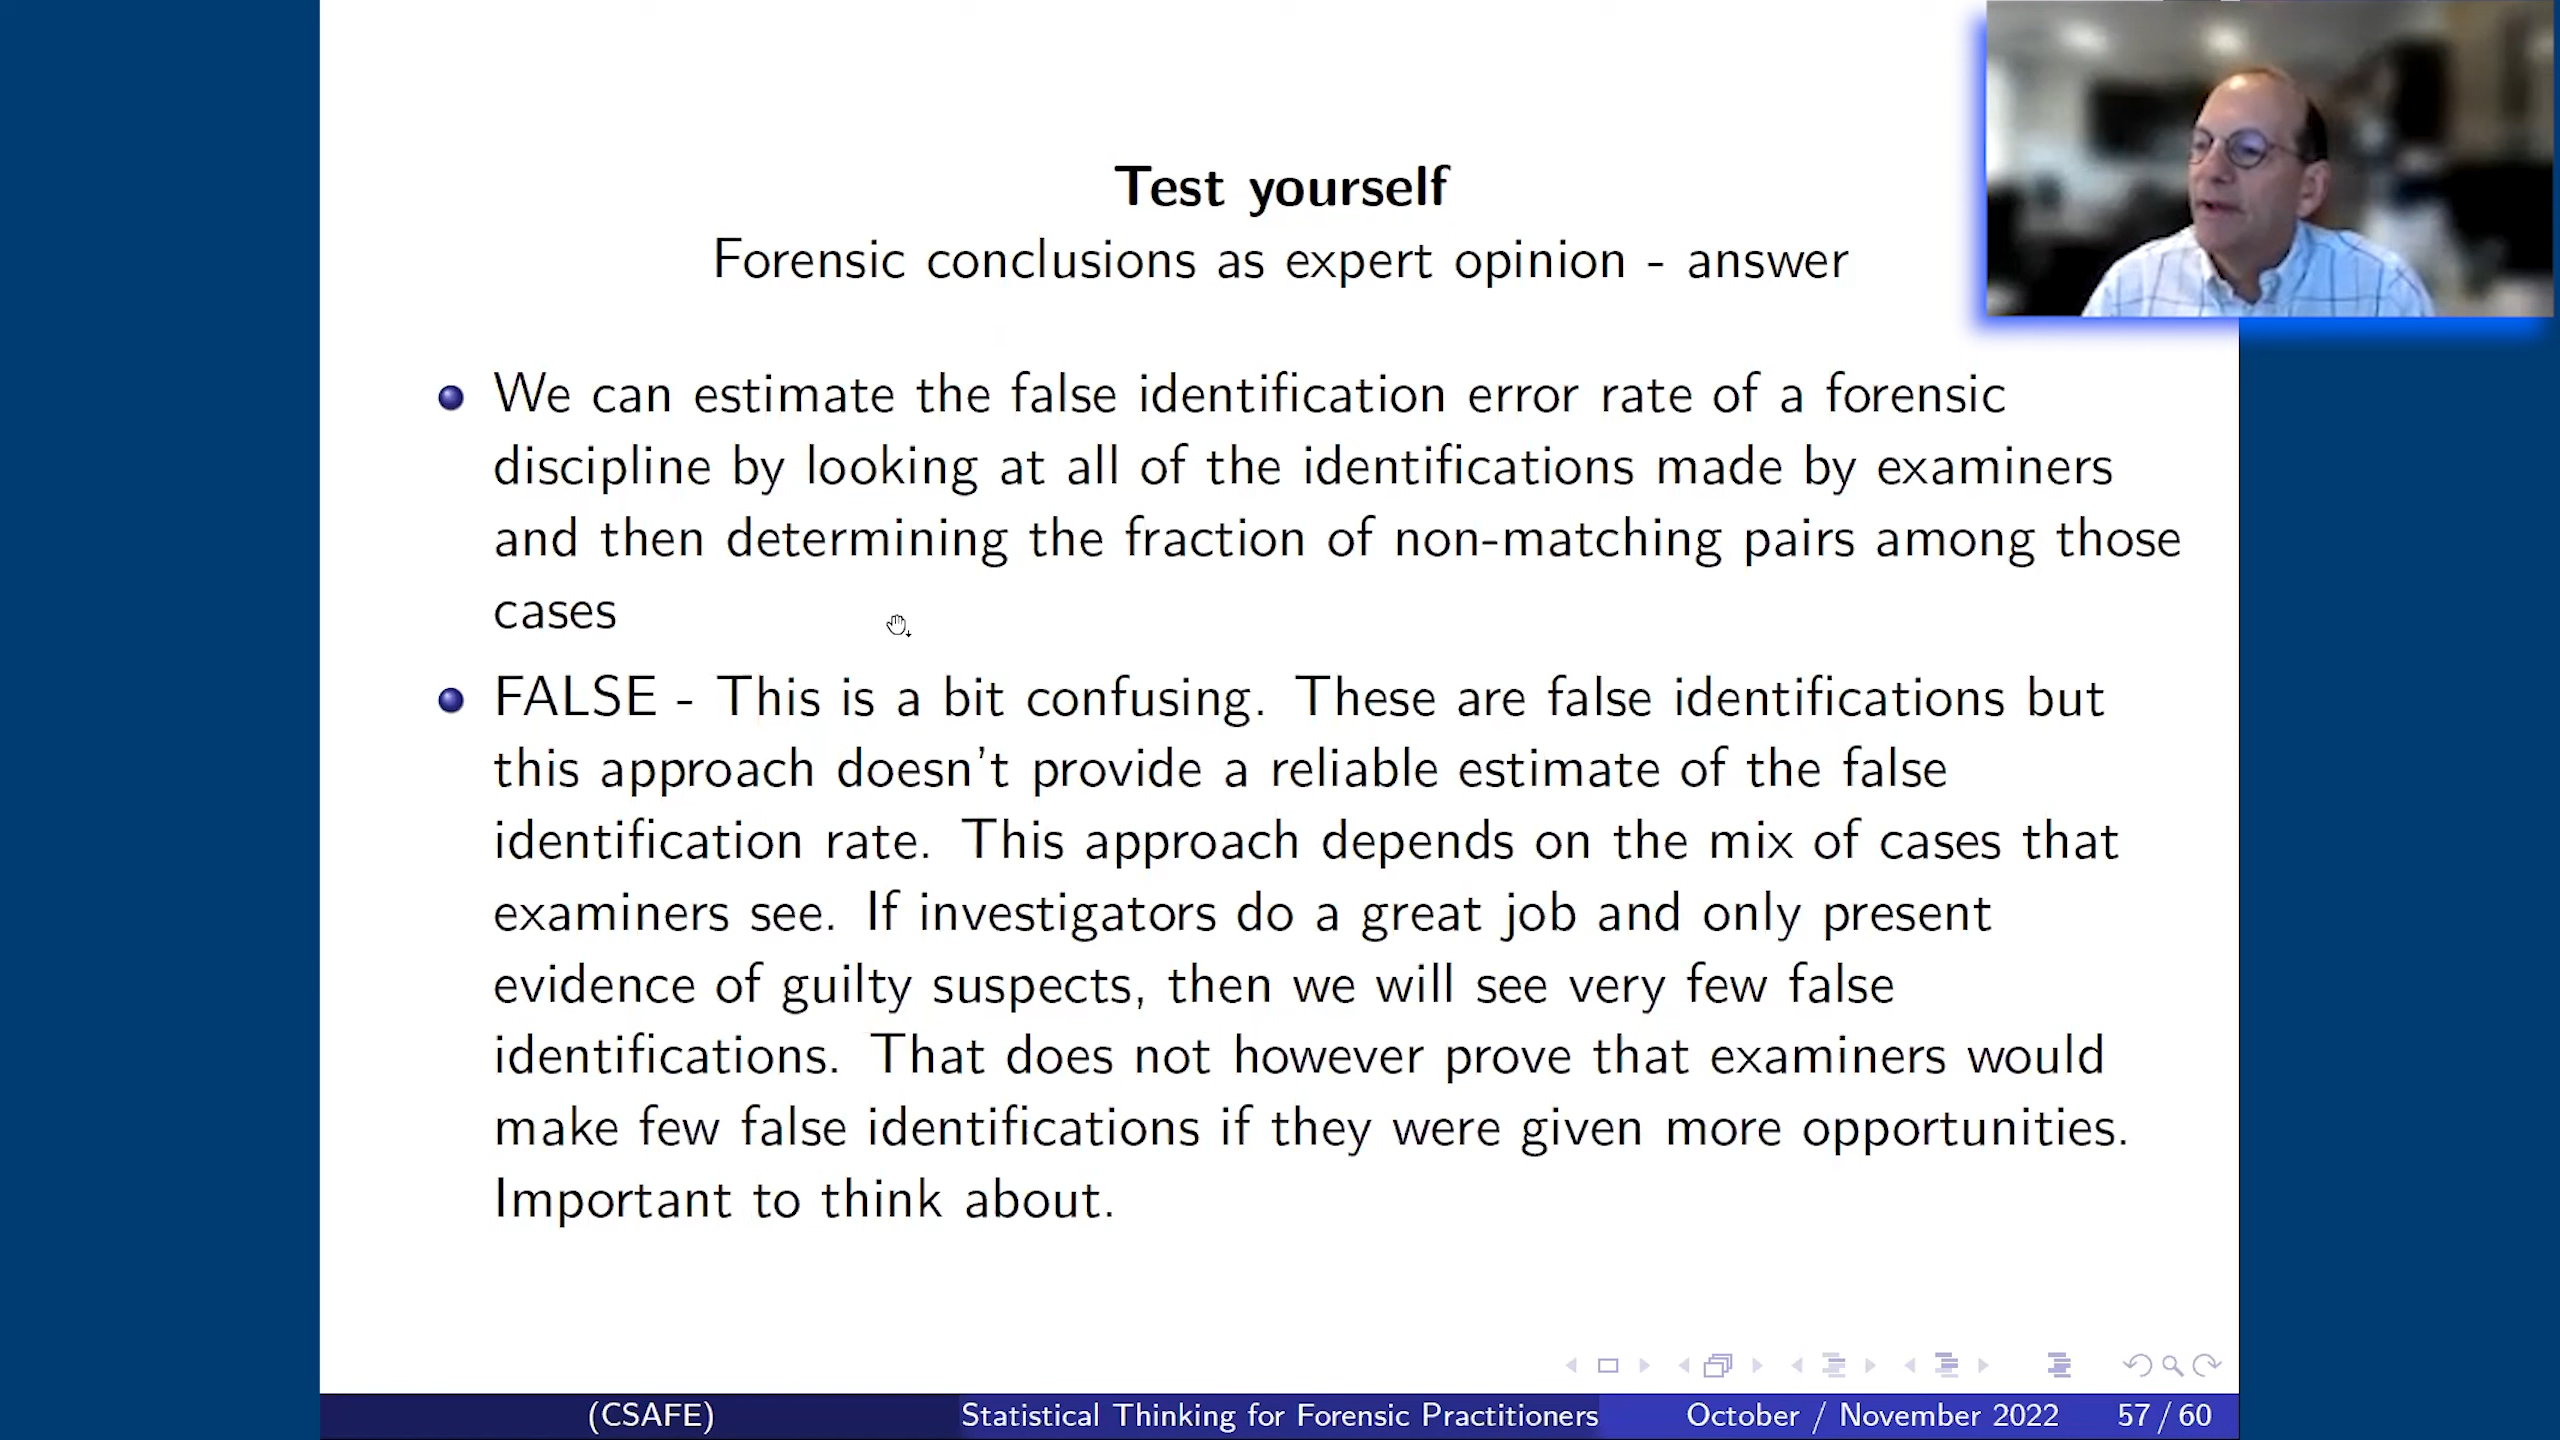 Test yourself
Forensic conclusions as expert opinion - answer
We can estimate the false identification error rate of a forensic
discipline by looking at all of the identifications made by examiners
and then determining the fraction of non-matching pairs among those
cases
FALSE - This is a bit confusing. These are false identifications but
this approach doesn't provide a reliable estimate of the false
identification rate. This approach depends on the mix of cases that
examiners see. If investigators do a great job and only present
evidence of guilty suspects, then we will see very few false
identifications. That does not however prove that examiners would
make few false identifications if they were given more opportunities.
Important to think about.
(CSAFE) Statistical Thinking for Forensic Practitioners October / November 2022 57 / 60